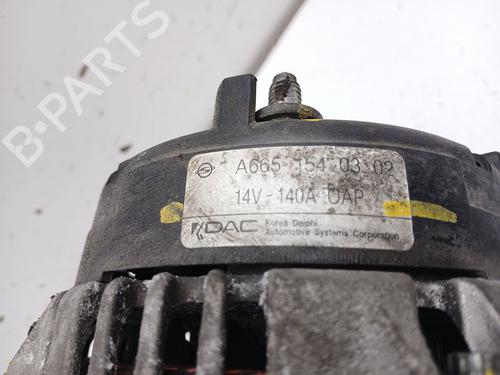 A665 154 03 02
14V - 140A OAP
KDAC Korea Delphi
Automotive Systems Corporation
B-PARTS